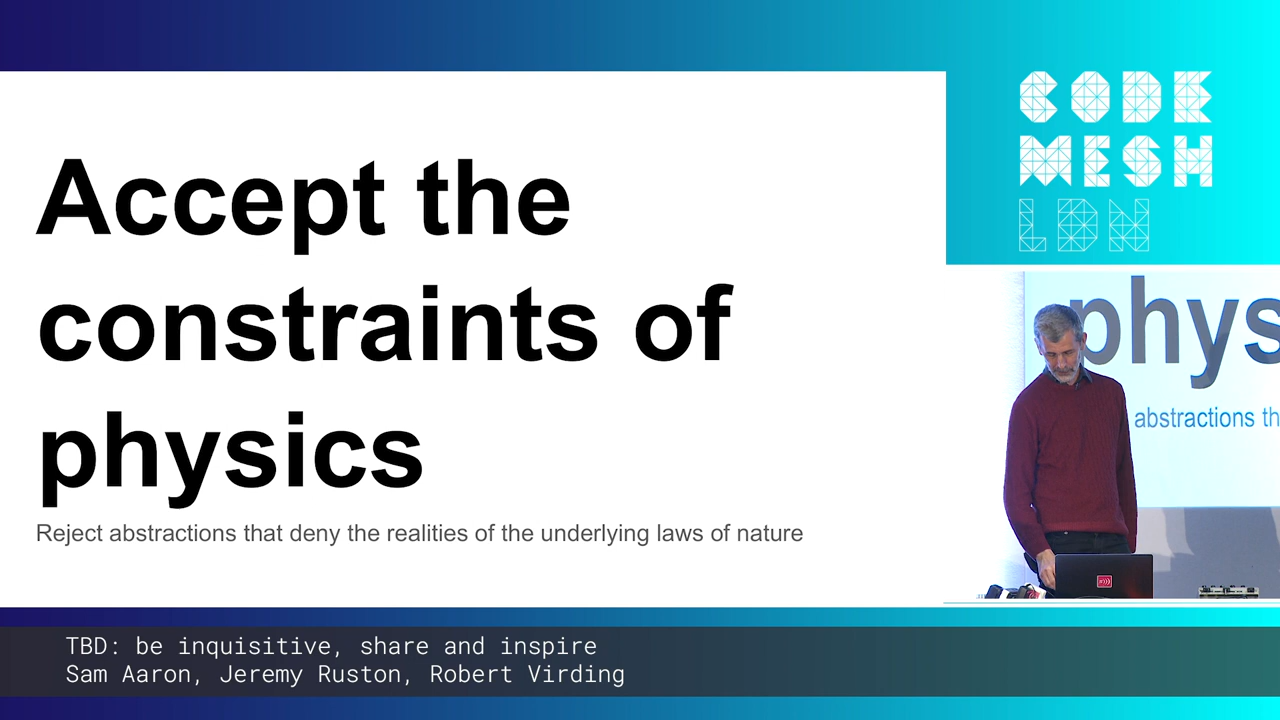 Accept the
constraints of
physics
Reject abstractions that deny the realities of the underlying laws of nature
CODE
MESH
LDN
phys
abstractions th
TBD: be inquisitive, share and inspire
Sam Aaron, Jeremy Ruston, Robert Virding